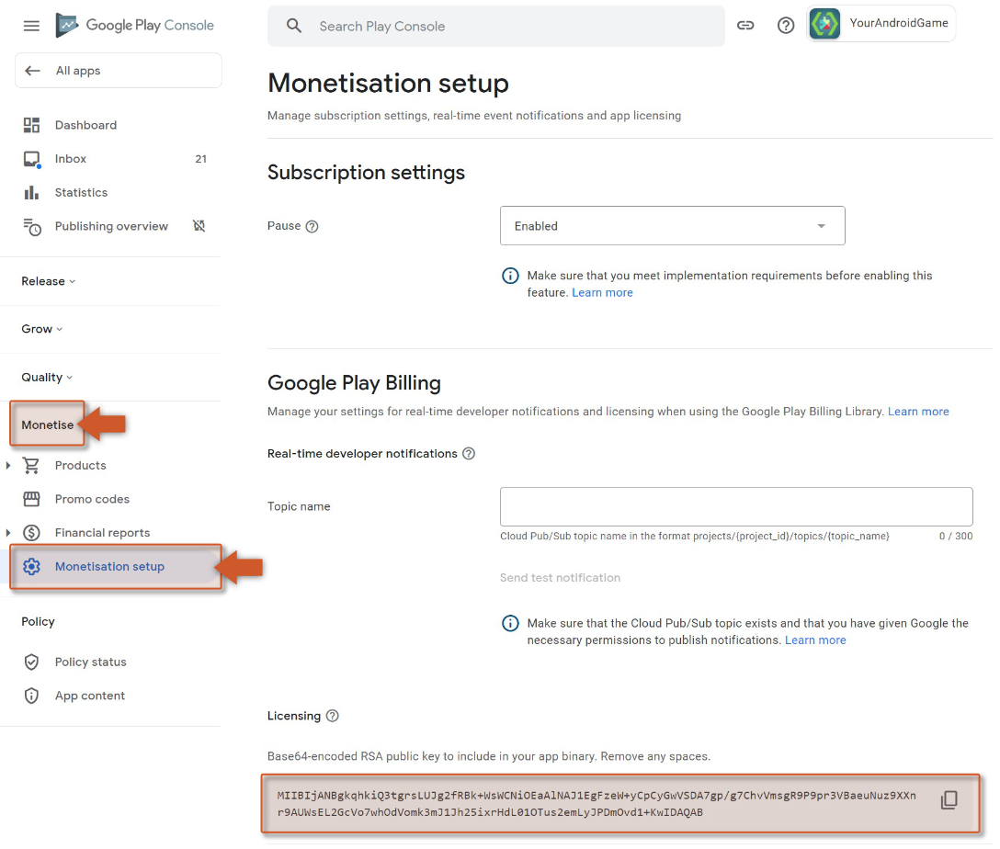 Google Play Console
Search Play Console
YourAndroidGame
All apps
Dashboard
Inbox 21
Statistics
Publishing overview
Release
Grow
Quality
Monetise
Products
Promo codes
Financial reports
Monetisation setup
Policy
Policy status
App content
Monetisation setup
Manage subscription settings, real-time event notifications and app licensing
Subscription settings
Pause
Enabled
Make sure that you meet implementation requirements before enabling this
feature. Learn more
Google Play Billing
Manage your settings for real-time developer notifications and licensing when using the Google Play Billing Library. Learn more
Real-time developer notifications
Topic name
Cloud Pub/Sub topic name in the format projects/{project_id}/topics/{topic_name} 0 / 300
Send test notification
Make sure that the Cloud Pub/Sub topic exists and that you have given Google the
necessary permissions to publish notifications. Learn more
Licensing
Base64-encoded RSA public key to include in your app binary. Remove any spaces.
MIIBIjANBgkqhkiQ3tgrsLUJg2fRBk+WsWCNiOEaAlNAJ1EgFzeW+yCpCyGwVSDA7gp/g7ChvVmsgR9P9pr3VBaeuNuz9XXn
r9AUWsEL2GcVo7whOdVomk3mJ1Jh25ixrHdL01OTus2emLyJPDmOvd1+KwIDAQAB